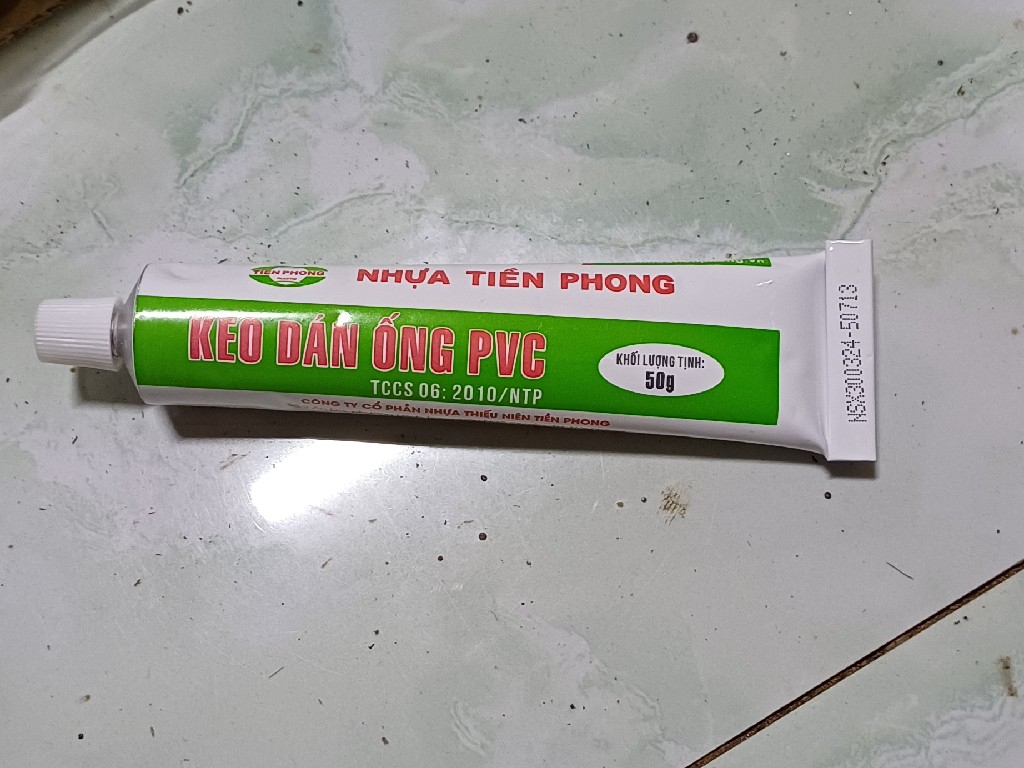 TIỀN PHONG
NHỰA TIỀN PHONG
KEO DÁN ỐNG PVC
TCCS 06: 2010/NTP
KHỐI LƯỢNG TỊNH:
50g
CÔNG TY CỔ PHẦN NHỰA THIẾU NIÊN TIỀN PHONG
NSX300324-50713